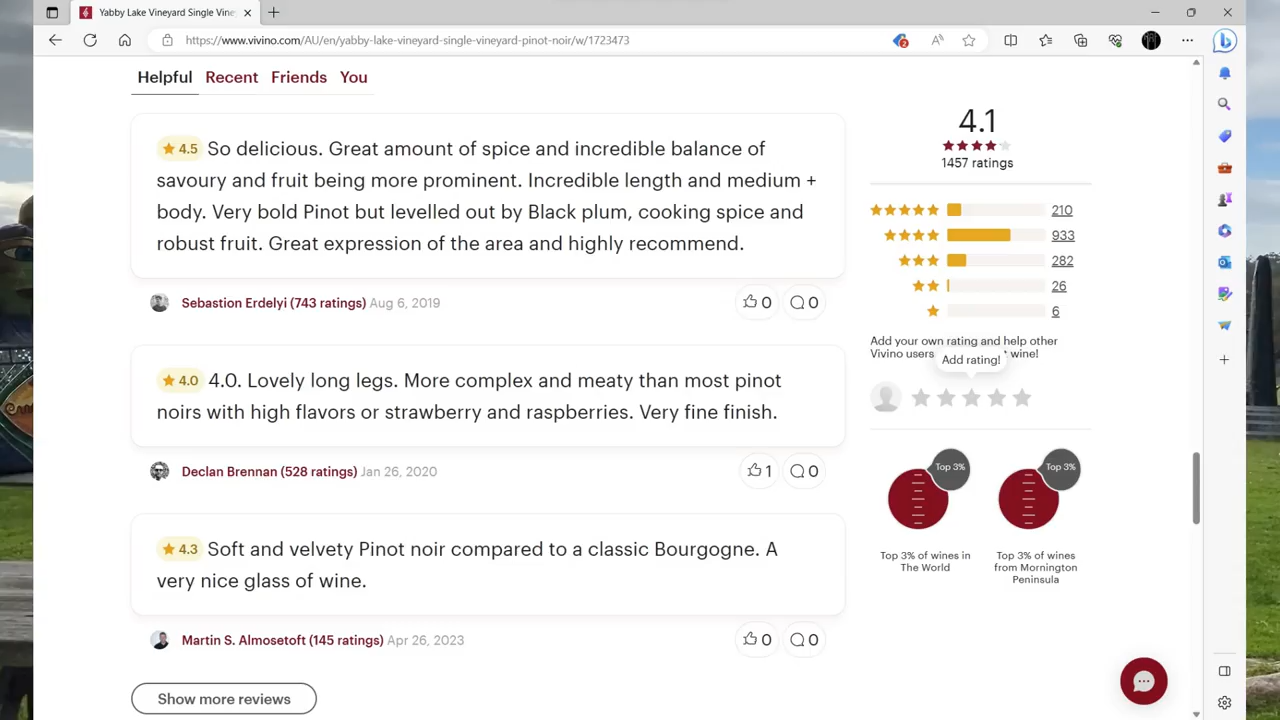 Yabby Lake Vineyard Single Vine
https://www.vivino.com/AU/en/yabby-lake-vineyard-single-vineyard-pinot-noir/w/1723473
2
Helpful Recent Friends You
4.5 So delicious. Great amount of spice and incredible balance of
savoury and fruit being more prominent. Incredible length and medium +
body. Very bold Pinot but levelled out by Black plum, cooking spice and
robust fruit. Great expression of the area and highly recommend.
Sebastion Erdelyi (743 ratings) Aug 6, 2019
0 0
4.0 4.0. Lovely long legs. More complex and meaty than most pinot
noirs with high flavors or strawberry and raspberries. Very fine finish.
Declan Brennan (528 ratings) Jan 26, 2020
1 0
4.3 Soft and velvety Pinot noir compared to a classic Bourgogne. A
very nice glass of wine.
Martin S. Almosetoft (145 ratings) Apr 26, 2023
0 0
Show more reviews
4.1
1457 ratings
210
933
282
26
6
Add your own rating and help other
Vivino users wine!
Add rating!
Top 3%
Top 3% of wines in
The World
Top 3%
Top 3% of wines
from Mornington
Peninsula